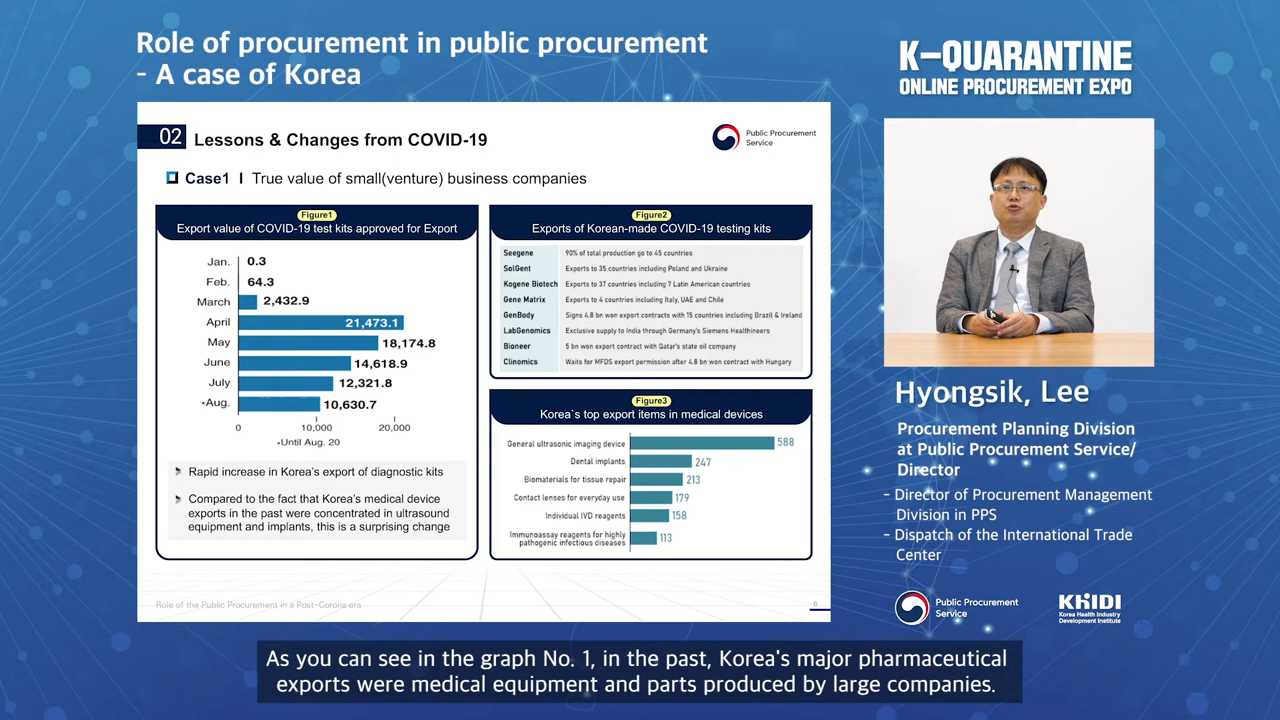 Role of procurement in public procurement
- A case of Korea
K-QUARANTINE
ONLINE PROCUREMENT EXPO
02 Lessons & Changes from COVID-19
Public Procurement
Service
Case1 I True value of small(venture) business companies
Figure1
Export value of COVID-19 test kits approved for Export
Jan. 0.3
Feb. 64.3
March 2,432.9
April 21,473.1
May 18,174.8
June 14,618.9
July 12,321.8
*Aug. 10,630.7
0 10,000 20,000
*Until Aug. 20
Rapid increase in Korea's export of diagnostic kits
Compared to the fact that Korea's medical device
exports in the past were concentrated in ultrasound
equipment and implants, this is a surprising change
Figure2
Exports of Korean-made COVID-19 testing kits
Seegene 90% of total production go to 45 countries
SolGent Exports to 35 countries including Poland and Ukraine
Kogene Biotech Exports to 37 countries including 7 Latin American countries
Gene Matrix Exports to 4 countries including Italy, UAE and Chile
GenBody Signs 4.8 bn won export contracts with 15 countries including Brazil & Ireland
LabGenomics Exclusive supply to India through Germany's Siemens Healthineers
Bioneer 5 bn won export contract with Qatar's state oil company
Clinomics Waits for MFDS export permission after 4.8 bn won contract with Hungary
Figure3
Korea`s top export items in medical devices
General ultrasonic imaging device 588
Dental implants 247
Biomaterials for tissue repair 213
Contact lenses for everyday use 179
Individual IVD reagents 158
Immunoassay reagents for highly
pathogenic infectious diseases 113
Role of the Public Procurement in a Post-Corona era
6
Hyongsik, Lee
Procurement Planning Division
at Public Procurement Service/
Director
- Director of Procurement Management
Division in PPS
- Dispatch of the International Trade
Center
Public Procurement
Service
KHIDI
Korea Health Industry
Development Institute
As you can see in the graph No. 1, in the past, Korea's major pharmaceutical
exports were medical equipment and parts produced by large companies.